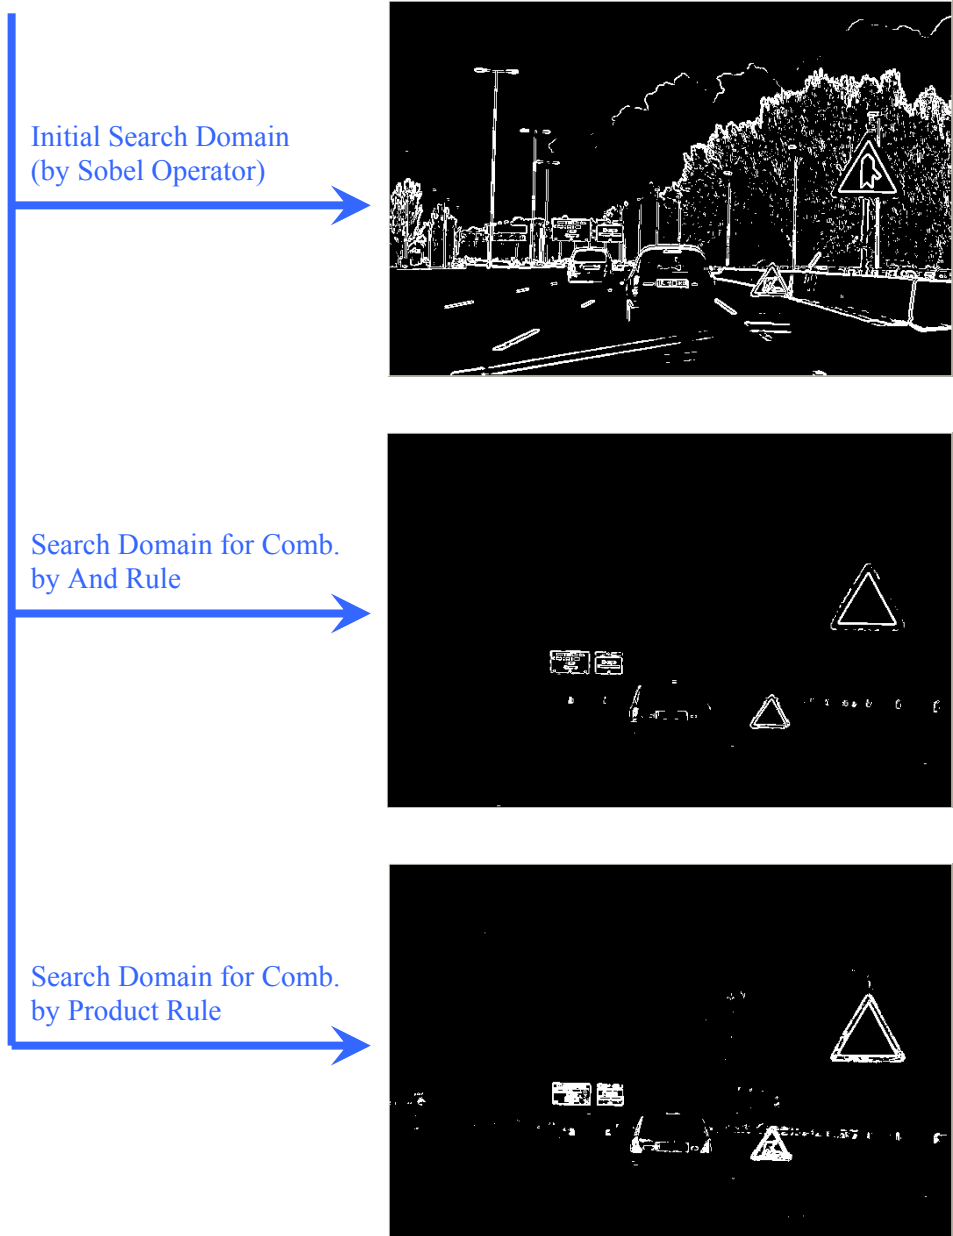 Initial Search Domain
(by Sobel Operator)
Search Domain for Comb.
by And Rule
Search Domain for Comb.
by Product Rule